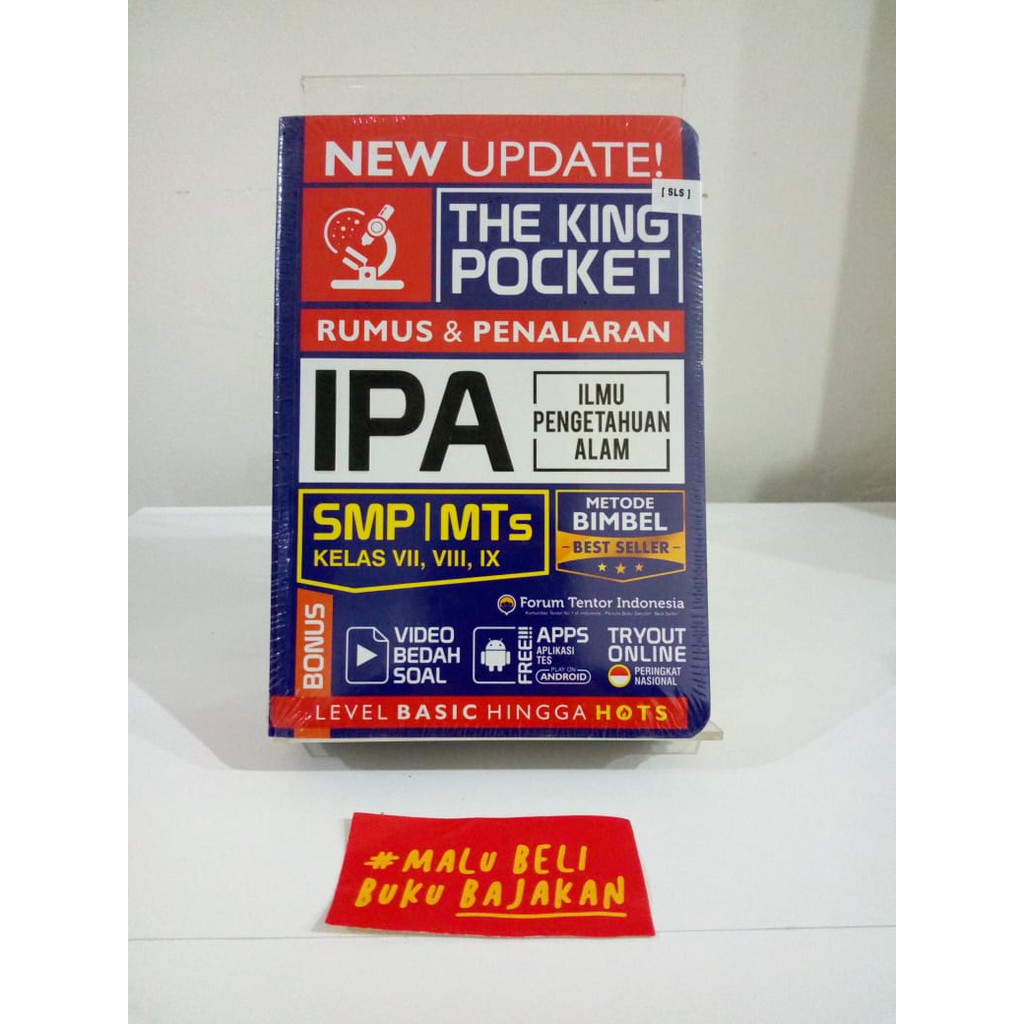 NEW UPDATE!
[ SLS ]
THE KING
POCKET
RUMUS & PENALARAN
IPA
ILMU
PENGETAHUAN
ALAM
SMP | MTs
KELAS VII, VIII, IX
METODE
BIMBEL
BEST SELLER
Forum Tentor Indonesia
BONUS
VIDEO
BEDAH
SOAL
FREE!!!
APPS
APLIKASI
TES
PLAY ON
ANDROID
TRYOUT
ONLINE
PERINGKAT
NASIONAL
LEVEL BASIC HINGGA HOTS
#MALU BELI
BUKU BAJAKAN